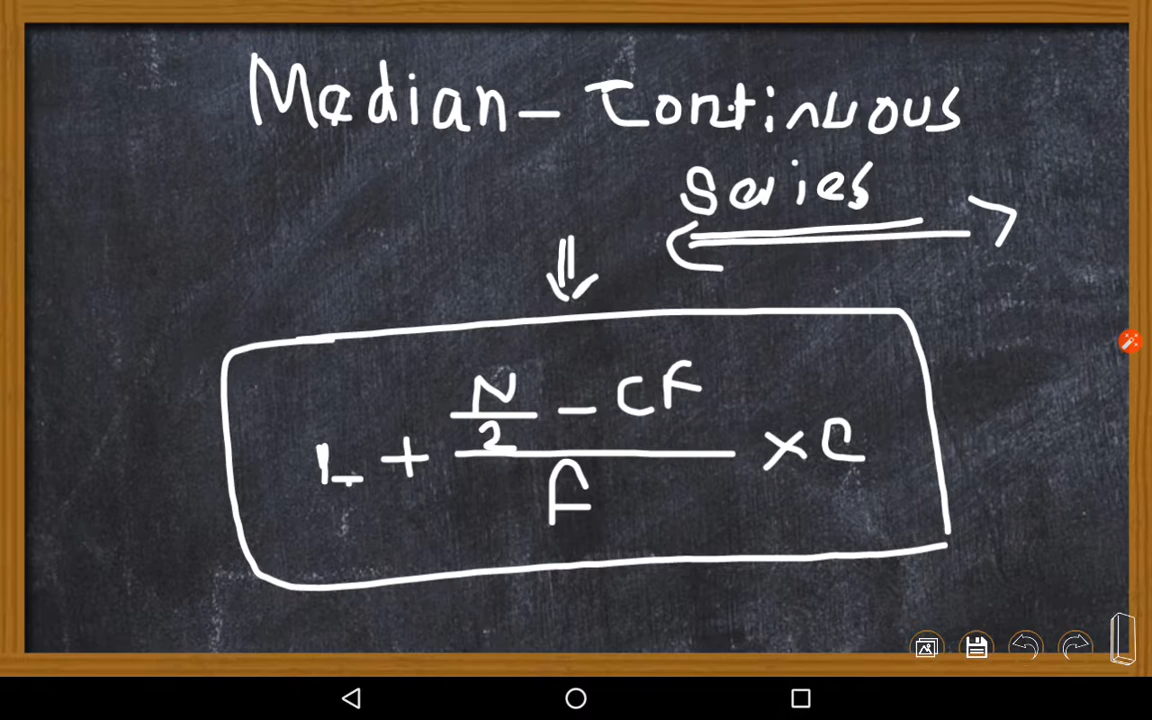 Median - Continuous
Series
L + N/2 - CF / f × C